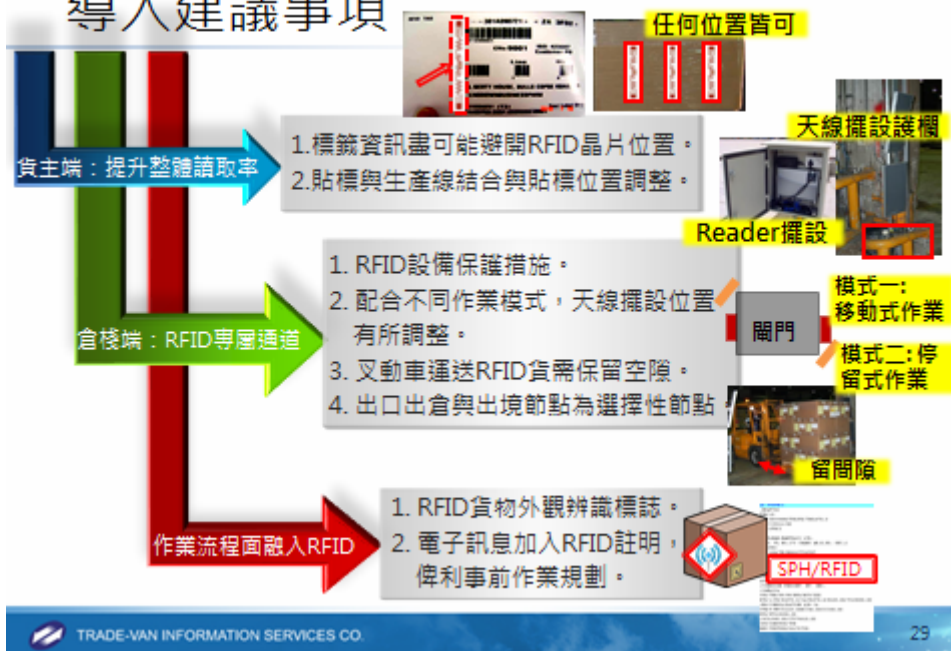 導入建議事項
任何位置皆可
天線擺設護欄
貨主端：提升整體讀取率
1.標籤資訊盡可能避開RFID晶片位置。
2.貼標與生產線結合與貼標位置調整。
Reader擺設
倉棧端：RFID專屬通道
1. RFID設備保護措施。
2. 配合不同作業模式，天線擺設位置
有所調整。
3. 叉動車運送RFID貨需保留空隙。
4. 出口出倉與出境節點為選擇性節點。
閘門
模式一:
移動式作業
模式二:停
留式作業
留間隙
作業流程面融入RFID
1. RFID貨物外觀辨識標誌。
2. 電子訊息加入RFID註明，
俾利事前作業規劃。
SPH/RFID
TRADE-VAN INFORMATION SERVICES CO.
29